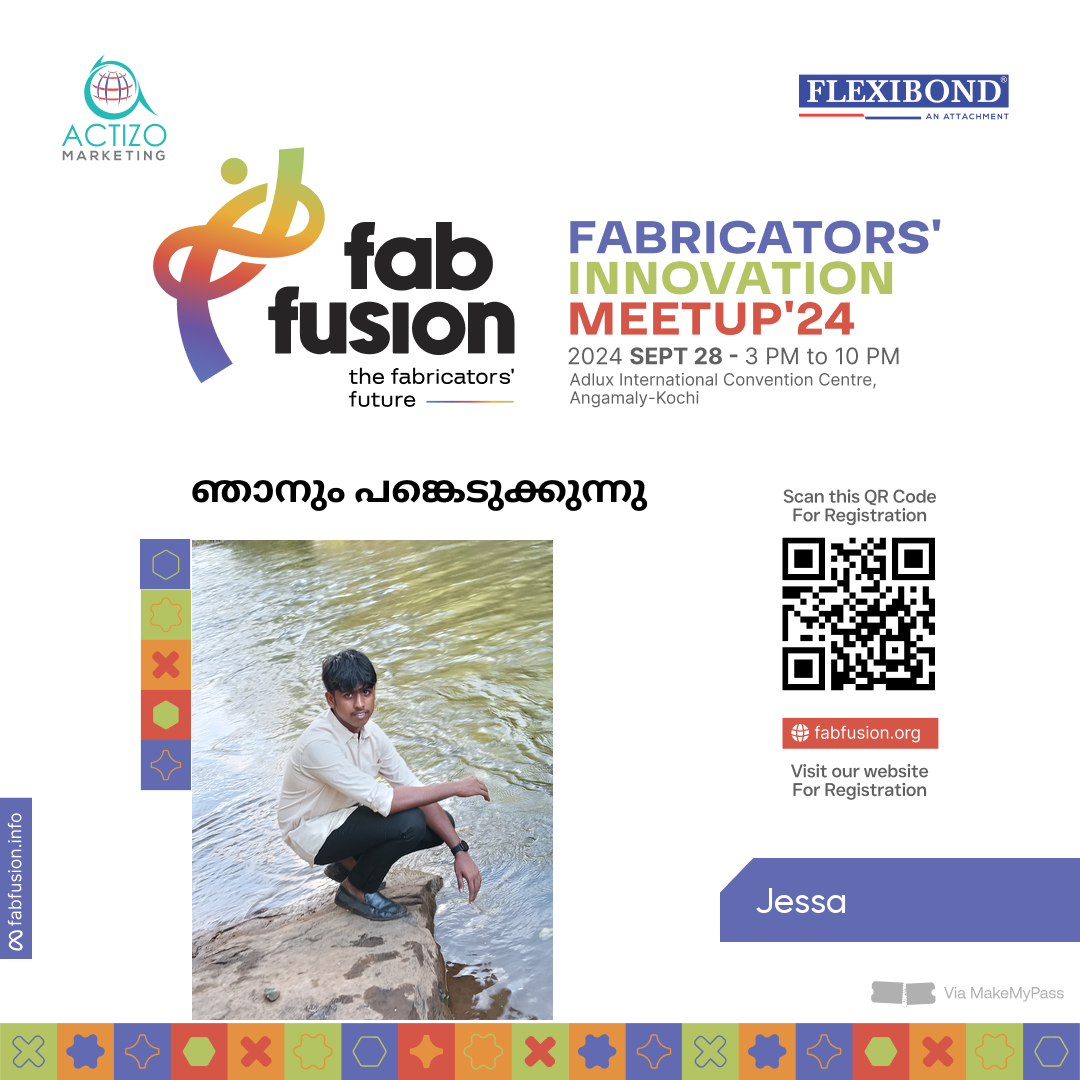 ACTIZO
MARKETING
FLEXIBOND®
AN ATTACHMENT
fab
fusion
the fabricators'
future
FABRICATORS'
INNOVATION
MEETUP'24
2024 SEPT 28 - 3 PM to 10 PM
Adlux International Convention Centre,
Angamaly-Kochi
ഞാനും പങ്കെടുക്കുന്നു
Scan this QR Code
For Registration
fabfusion.org
Visit our website
For Registration
fabfusion.info
Jessa
Via MakeMyPass